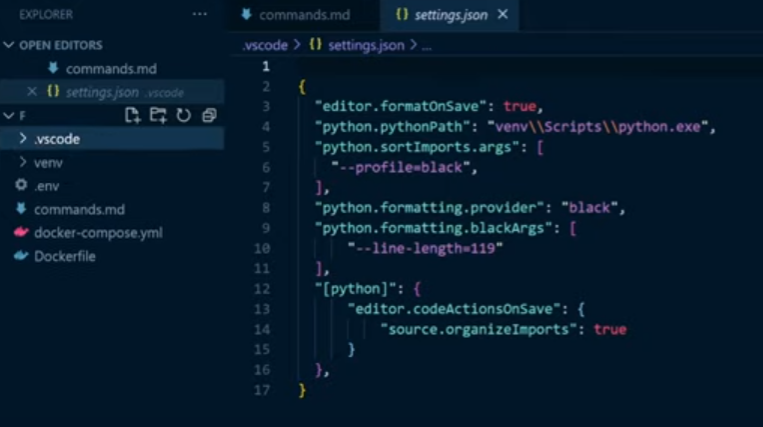 EXPLORER
...
OPEN EDITORS
commands.md
settings.json .vscode
F
.vscode
venv
.env
commands.md
docker-compose.yml
Dockerfile
commands.md
{} settings.json
.vscode > {} settings.json > ...
1
2 {
3 "editor.formatOnSave": true,
4 "python.pythonPath": "venv\\Scripts\\python.exe",
5 "python.sortImports.args": [
6 "--profile=black",
7 ],
8 "python.formatting.provider": "black",
9 "python.formatting.blackArgs": [
10 "--line-length=119"
11 ],
12 "[python]": {
13 "editor.codeActionsOnSave": {
14 "source.organizeImports": true
15 }
16 },
17 }